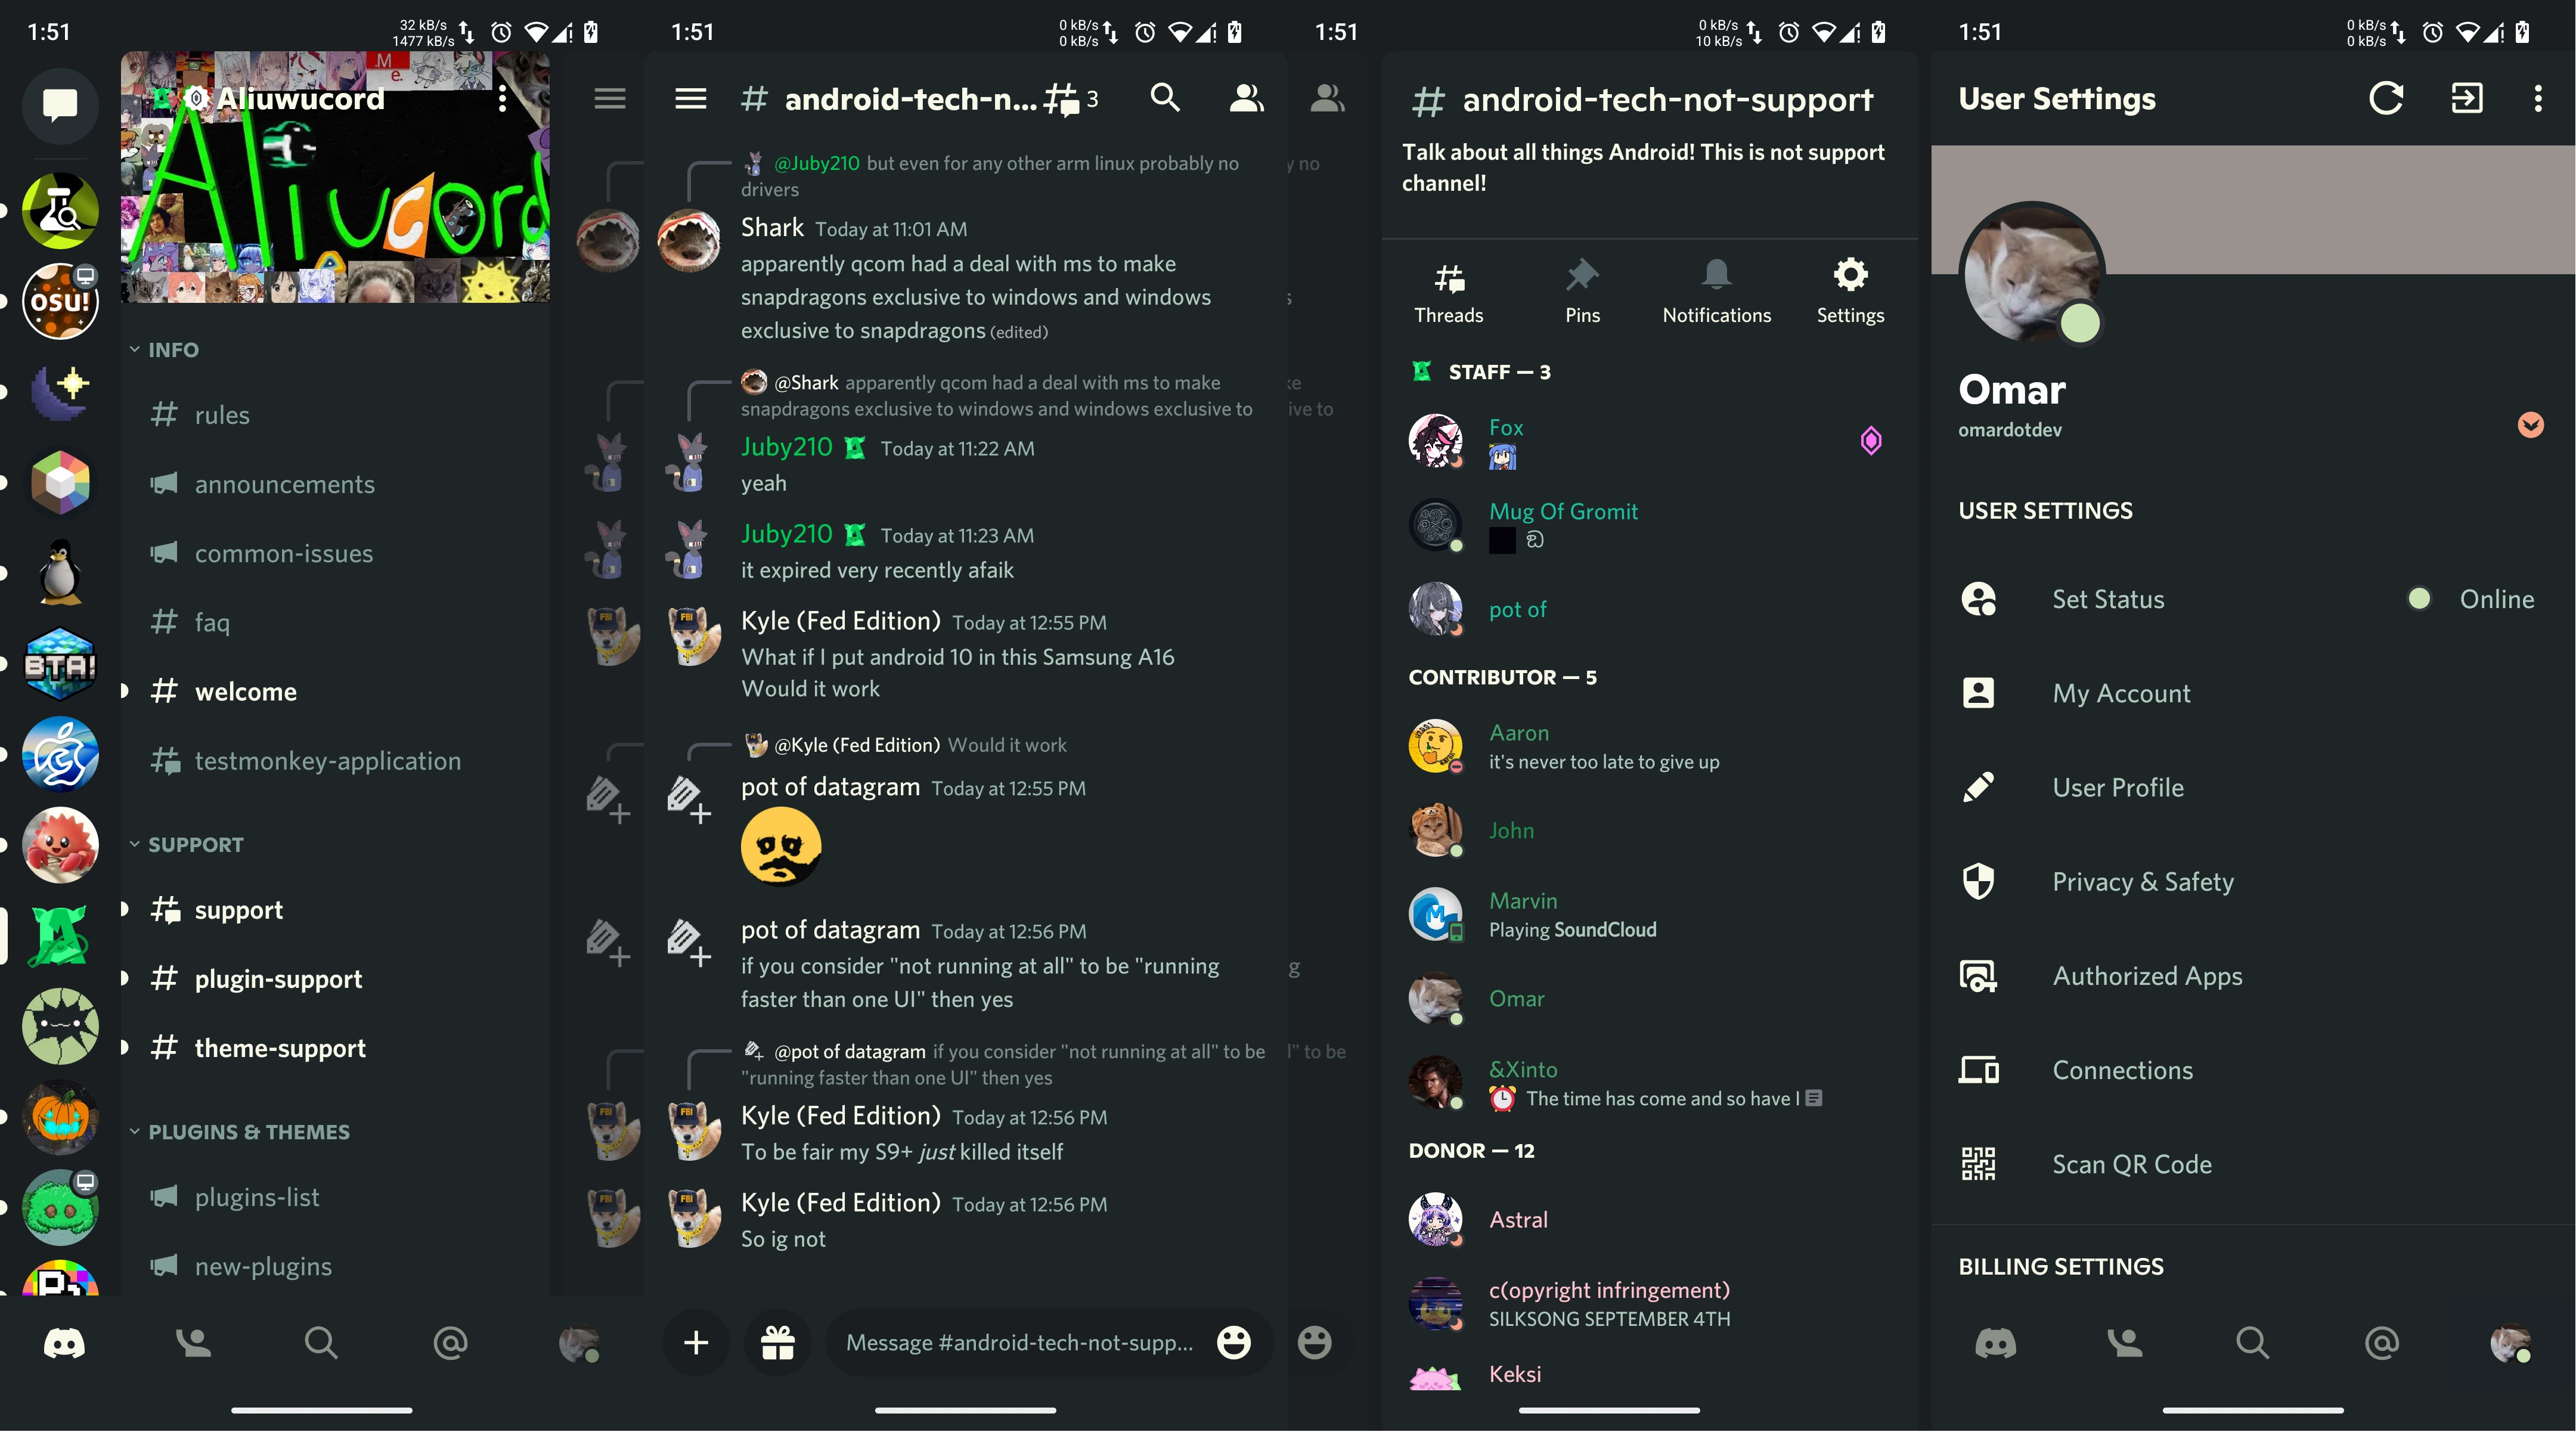 1:51
32 kB/s
1477 kB/s
.M
e.
Aliuwucord
Aliucord
OSU!
BTA!
INFO
rules
announcements
common-issues
faq
welcome
testmonkey-application
SUPPORT
support
plugin-support
theme-support
PLUGINS & THEMES
plugins-list
new-plugins
1:51
0 kB/s
0 kB/s
# android-tech-n...
3
@Juby210 but even for any other arm linux probably no
drivers
Shark Today at 11:01 AM
apparently qcom had a deal with ms to make
snapdragons exclusive to windows and windows
exclusive to snapdragons (edited)
@Shark apparently qcom had a deal with ms to make
snapdragons exclusive to windows and windows exclusive to
Juby210 Today at 11:22 AM
yeah
Juby210 Today at 11:23 AM
it expired very recently afaik
FBI
Kyle (Fed Edition) Today at 12:55 PM
What if I put android 10 in this Samsung A16
Would it work
@Kyle (Fed Edition) Would it work
pot of datagram Today at 12:55 PM
pot of datagram Today at 12:56 PM
if you consider "not running at all" to be "running
faster than one UI" then yes
@pot of datagram if you consider "not running at all" to be
"running faster than one UI" then yes
FBI
Kyle (Fed Edition) Today at 12:56 PM
To be fair my S9+ just killed itself
FBI
Kyle (Fed Edition) Today at 12:56 PM
So ig not
Message #android-tech-not-supp...
1:51
0 kB/s
10 kB/s
y no
s
ke
ive to
g
l" to be
# android-tech-not-support
Talk about all things Android! This is not support
channel!
Threads
Pins
Notifications
Settings
STAFF — 3
Fox
Mug Of Gromit
pot of
CONTRIBUTOR — 5
Aaron
it's never too late to give up
John
Marvin
Playing SoundCloud
Omar
&Xinto
The time has come and so have I
DONOR — 12
Astral
c(opyright infringement)
SILKSONG SEPTEMBER 4TH
Keksi
1:51
0 kB/s
0 kB/s
User Settings
Omar
omardotdev
USER SETTINGS
Set Status
Online
My Account
User Profile
Privacy & Safety
Authorized Apps
Connections
Scan QR Code
BILLING SETTINGS